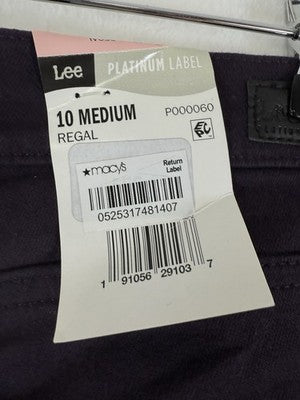 Lee PLATINUM LABEL
10 MEDIUM P000060
REGAL
★macy's Return
Label
0525317481407
1 91056 29103 7